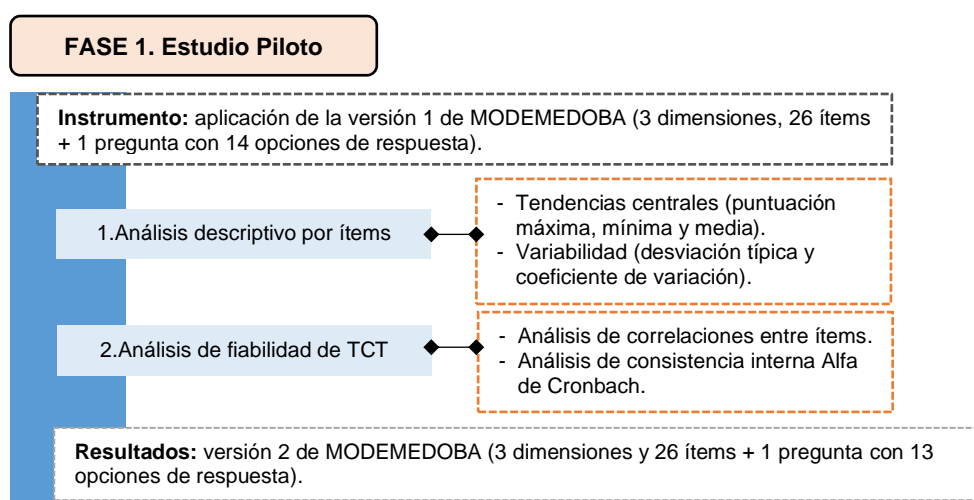 FASE 1. Estudio Piloto
Instrumento: aplicación de la versión 1 de MODEMEDOBA (3 dimensiones, 26 ítems
+ 1 pregunta con 14 opciones de respuesta).
1.Análisis descriptivo por ítems
- Tendencias centrales (puntuación
máxima, mínima y media).
- Variabilidad (desviación típica y
coeficiente de variación).
2.Análisis de fiabilidad de TCT
- Análisis de correlaciones entre ítems.
- Análisis de consistencia interna Alfa
de Cronbach.
Resultados: versión 2 de MODEMEDOBA (3 dimensiones y 26 ítems + 1 pregunta con 13
opciones de respuesta).